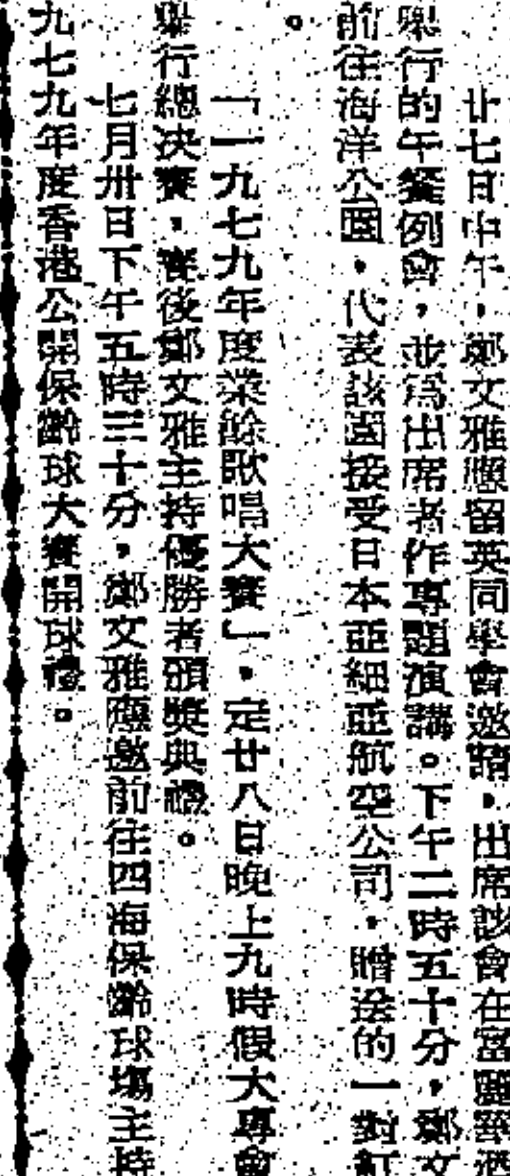 廿七日中午，鄭文雅應留英同學會邀請，出席該會在富麗華酒
舉行的午餐例會，並爲出席者作專題演講。下午二時五十分，鄭文
前往海洋公園，代表該園接受日本亞細亞航空公司，贈送的一對紅
。
「一九七九年度業餘歌唱大賽」，定廿八日晚上九時假大專會
舉行總決賽，賽後鄭文雅主持優勝者頒獎典禮。
七月卅日下午五時三十分，鄭文雅應邀前往四海保齡球塲主持
九七九年度香港公開保齡球大賽開球禮。